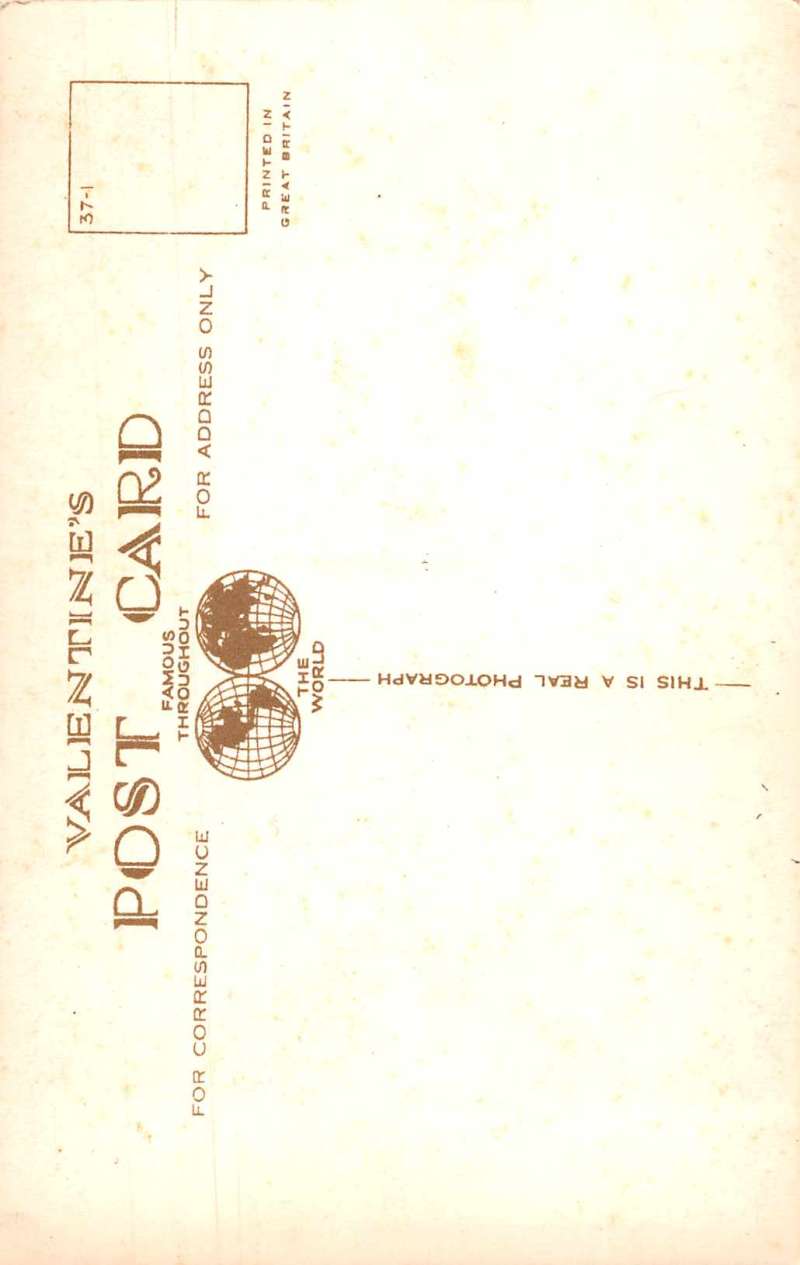 VALENTINE'S
POST CARD
FAMOUS
THROUGHOUT
THE
WORLD
FOR CORRESPONDENCE
FOR ADDRESS ONLY
37-1
PRINTED IN
GREAT BRITAIN
THIS IS A REAL PHOTOGRAPH